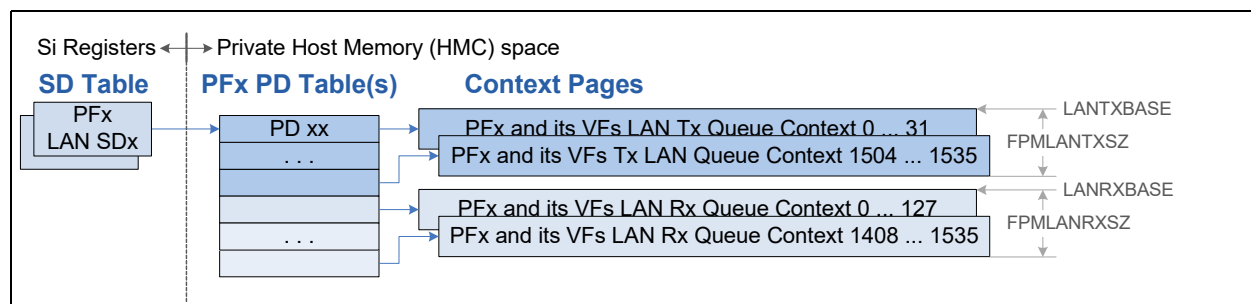 Si Registers
Private Host Memory (HMC) space
SD Table
PFx PD Table(s)
Context Pages
PFx
LAN SDx
PD xx
. . .
. . .
PFx and its VFs LAN Tx Queue Context 0 ... 31
PFx and its VFs Tx LAN Queue Context 1504 ... 1535
PFx and its VFs LAN Rx Queue Context 0 ... 127
PFx and its VFs LAN Rx Queue Context 1408 ... 1535
LANTXBASE
FPMLANTXSZ
LANRXBASE
FPMLANRXSZ